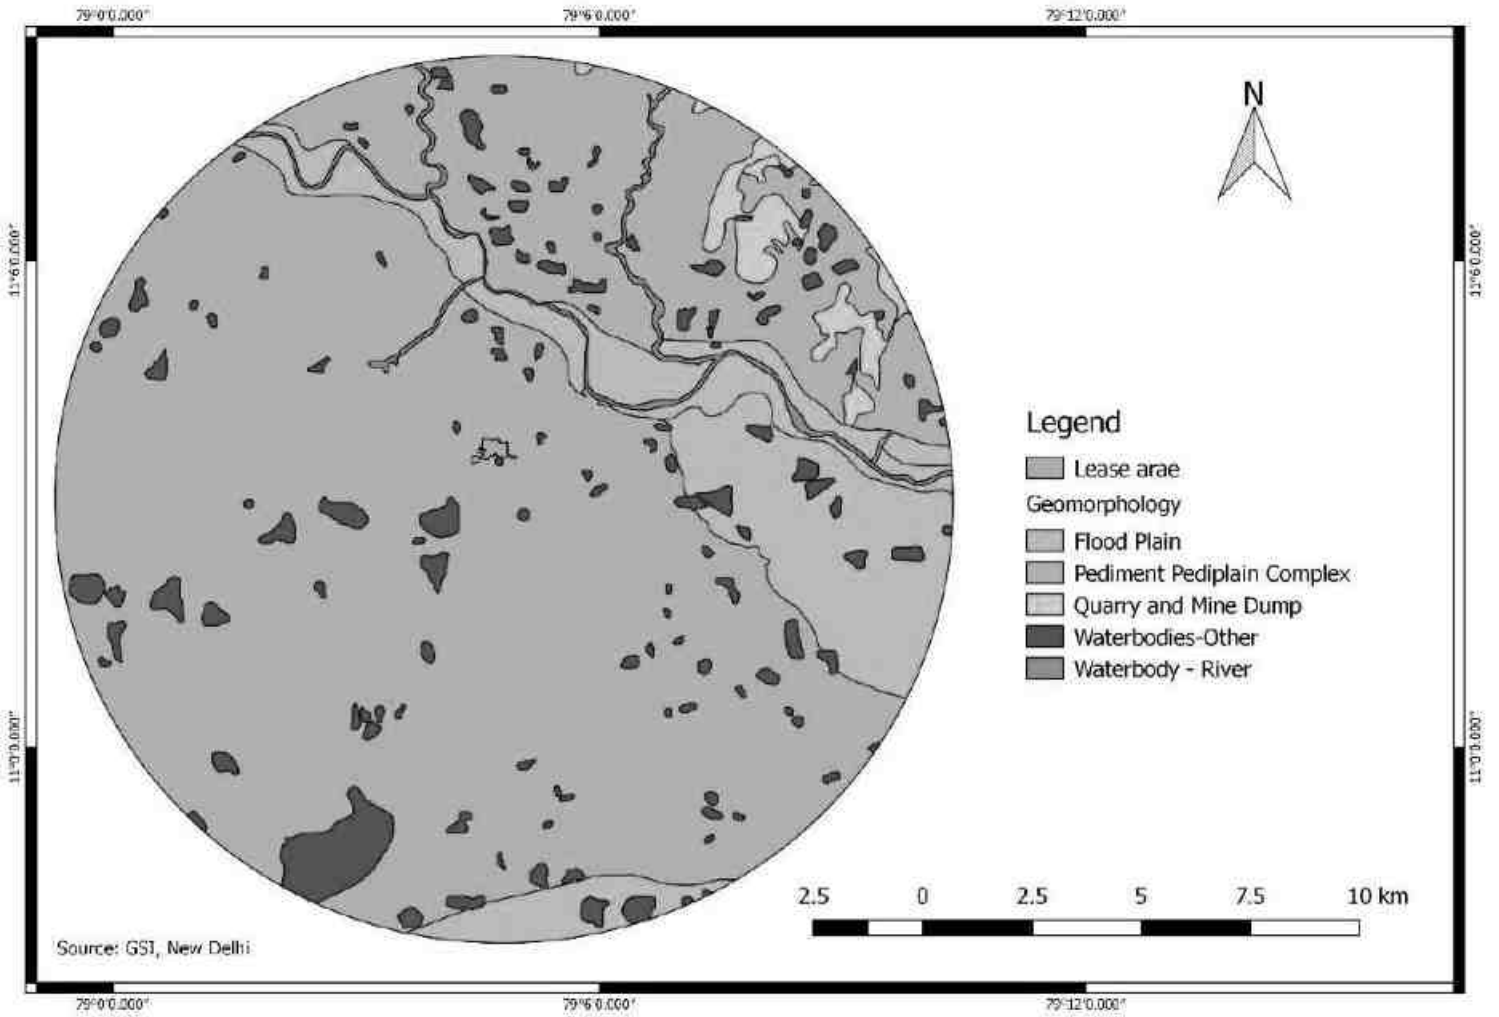 79°0'0.000" 79°6'0.000" 79°12'0.000"
N
11°6'0.000" 11°6'0.000"
Legend
Lease arae
Geomorphology
Flood Plain
Pediment Pediplain Complex
Quarry and Mine Dump
Waterbodies-Other
Waterbody - River
11°0'0.000" 11°0'0.000"
2.5 0 2.5 5 7.5 10 km
Source: GSI, New Delhi
79°0'0.000" 79°6'0.000" 79°12'0.000"